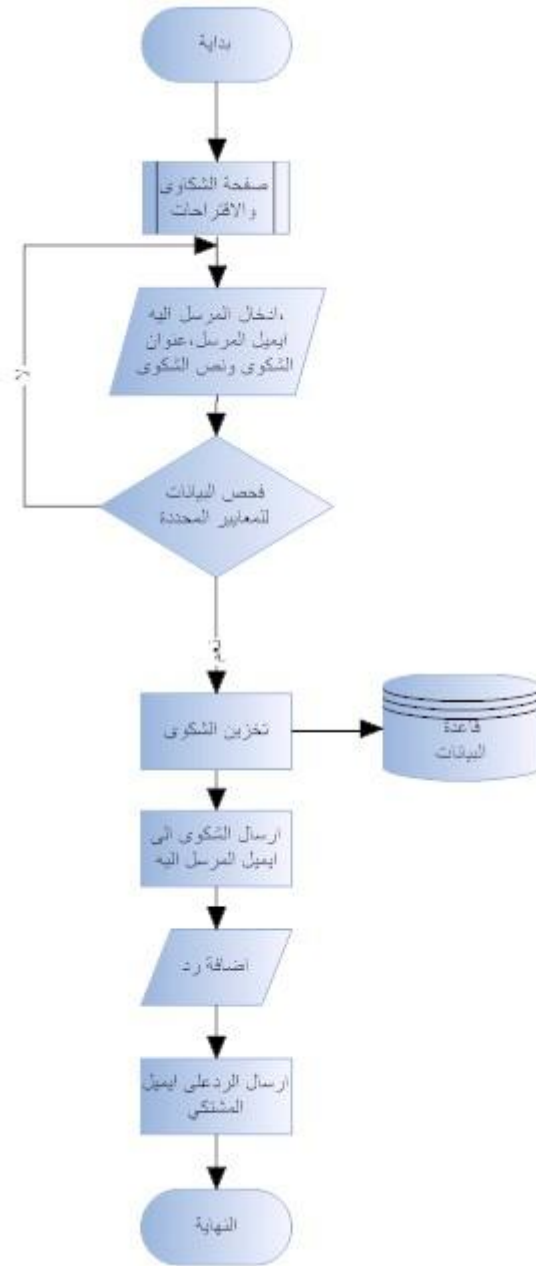 بداية
صفحة الشكاوى
والاقتراحات
ادخال المرسل اليه،
ايميل المرسل،عنوان
الشكوى ونص الشكوى
لا
فحص البيانات
للمعايير المحددة
نعم
تخزين الشكوى
قاعدة
البيانات
ارسال الشكوى الى
ايميل المرسل اليه
اضافة رد
ارسال الردعلى ايميل
المشتكي
النهاية